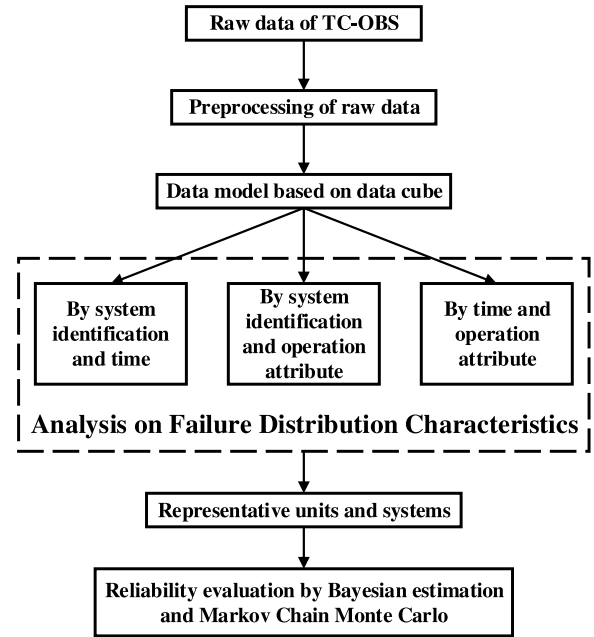 Raw data of TC-OBS
Preprocessing of raw data
Data model based on data cube
By system
identification
and time
By system
identification
and operation
attribute
By time and
operation
attribute
Analysis on Failure Distribution Characteristics
Representative units and systems
Reliability evaluation by Bayesian estimation
and Markov Chain Monte Carlo